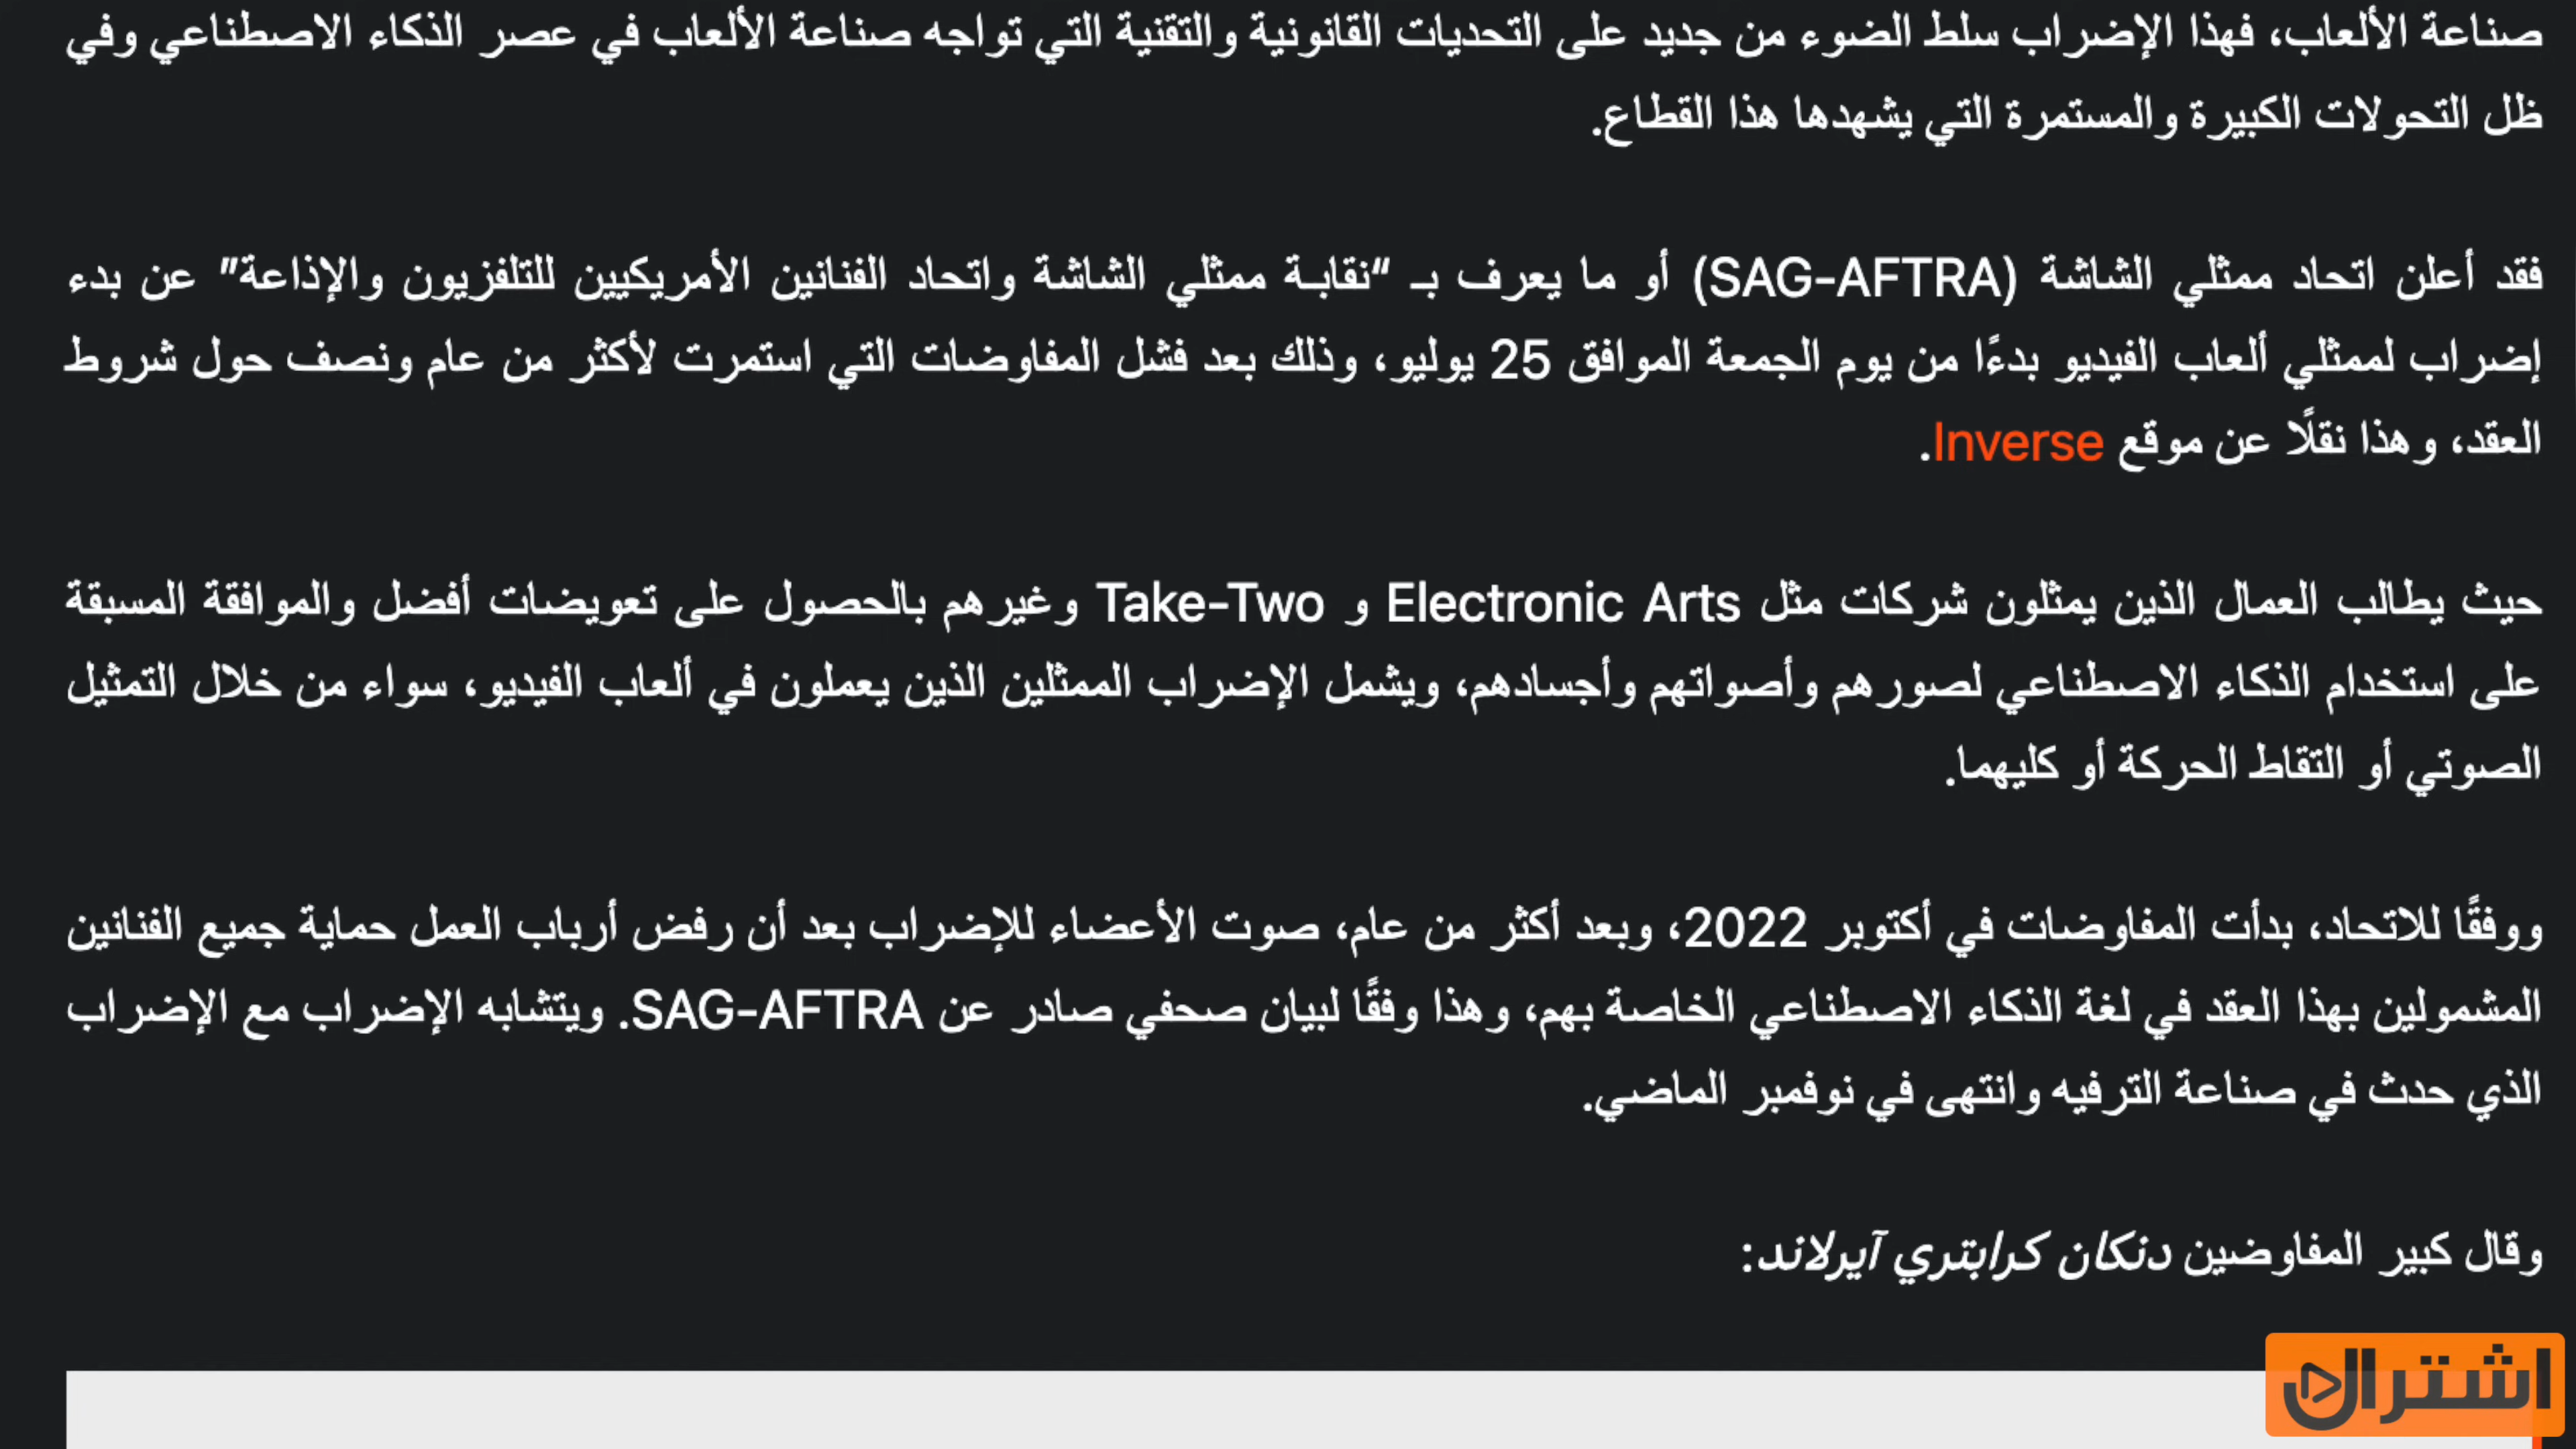 صناعة الألعاب، فهذا الإضراب سلط الضوء من جديد على التحديات القانونية والتقنية التي تواجه صناعة الألعاب في عصر الذكاء الاصطناعي وفي
ظل التحولات الكبيرة والمستمرة التي يشهدها هذا القطاع.
فقد أعلن اتحاد ممثلي الشاشة (SAG-AFTRA) أو ما يعرف بـ “نقابـة ممثلي الشاشة واتحاد الفنانين الأمريكيين للتلفزيون والإذاعة” عن بدء
إضراب لممثلي ألعاب الفيديو بدءًا من يوم الجمعة الموافق 25 يوليو، وذلك بعد فشل المفاوضات التي استمرت لأكثر من عام ونصف حول شروط
العقد، وهذا نقلًا عن موقع Inverse.
حيث يطالب العمال الذين يمثلون شركات مثل Electronic Arts و Take-Two وغيرهم بالحصول على تعويضات أفضل والموافقة المسبقة
على استخدام الذكاء الاصطناعي لصورهم وأصواتهم وأجسادهم، ويشمل الإضراب الممثلين الذين يعملون في ألعاب الفيديو، سواء من خلال التمثيل
الصوتي أو التقاط الحركة أو كليهما.
ووفقًا للاتحاد، بدأت المفاوضات في أكتوبر 2022، وبعد أكثر من عام، صوت الأعضاء للإضراب بعد أن رفض أرباب العمل حماية جميع الفنانين
المشمولين بهذا العقد في لغة الذكاء الاصطناعي الخاصة بهم، وهذا وفقًا لبيان صحفي صادر عن SAG-AFTRA. ويتشابه الإضراب مع الإضراب
الذي حدث في صناعة الترفيه وانتهى في نوفمبر الماضي.
وقال كبير المفاوضين دنكان كرابتري آيرلاند:
اشترك